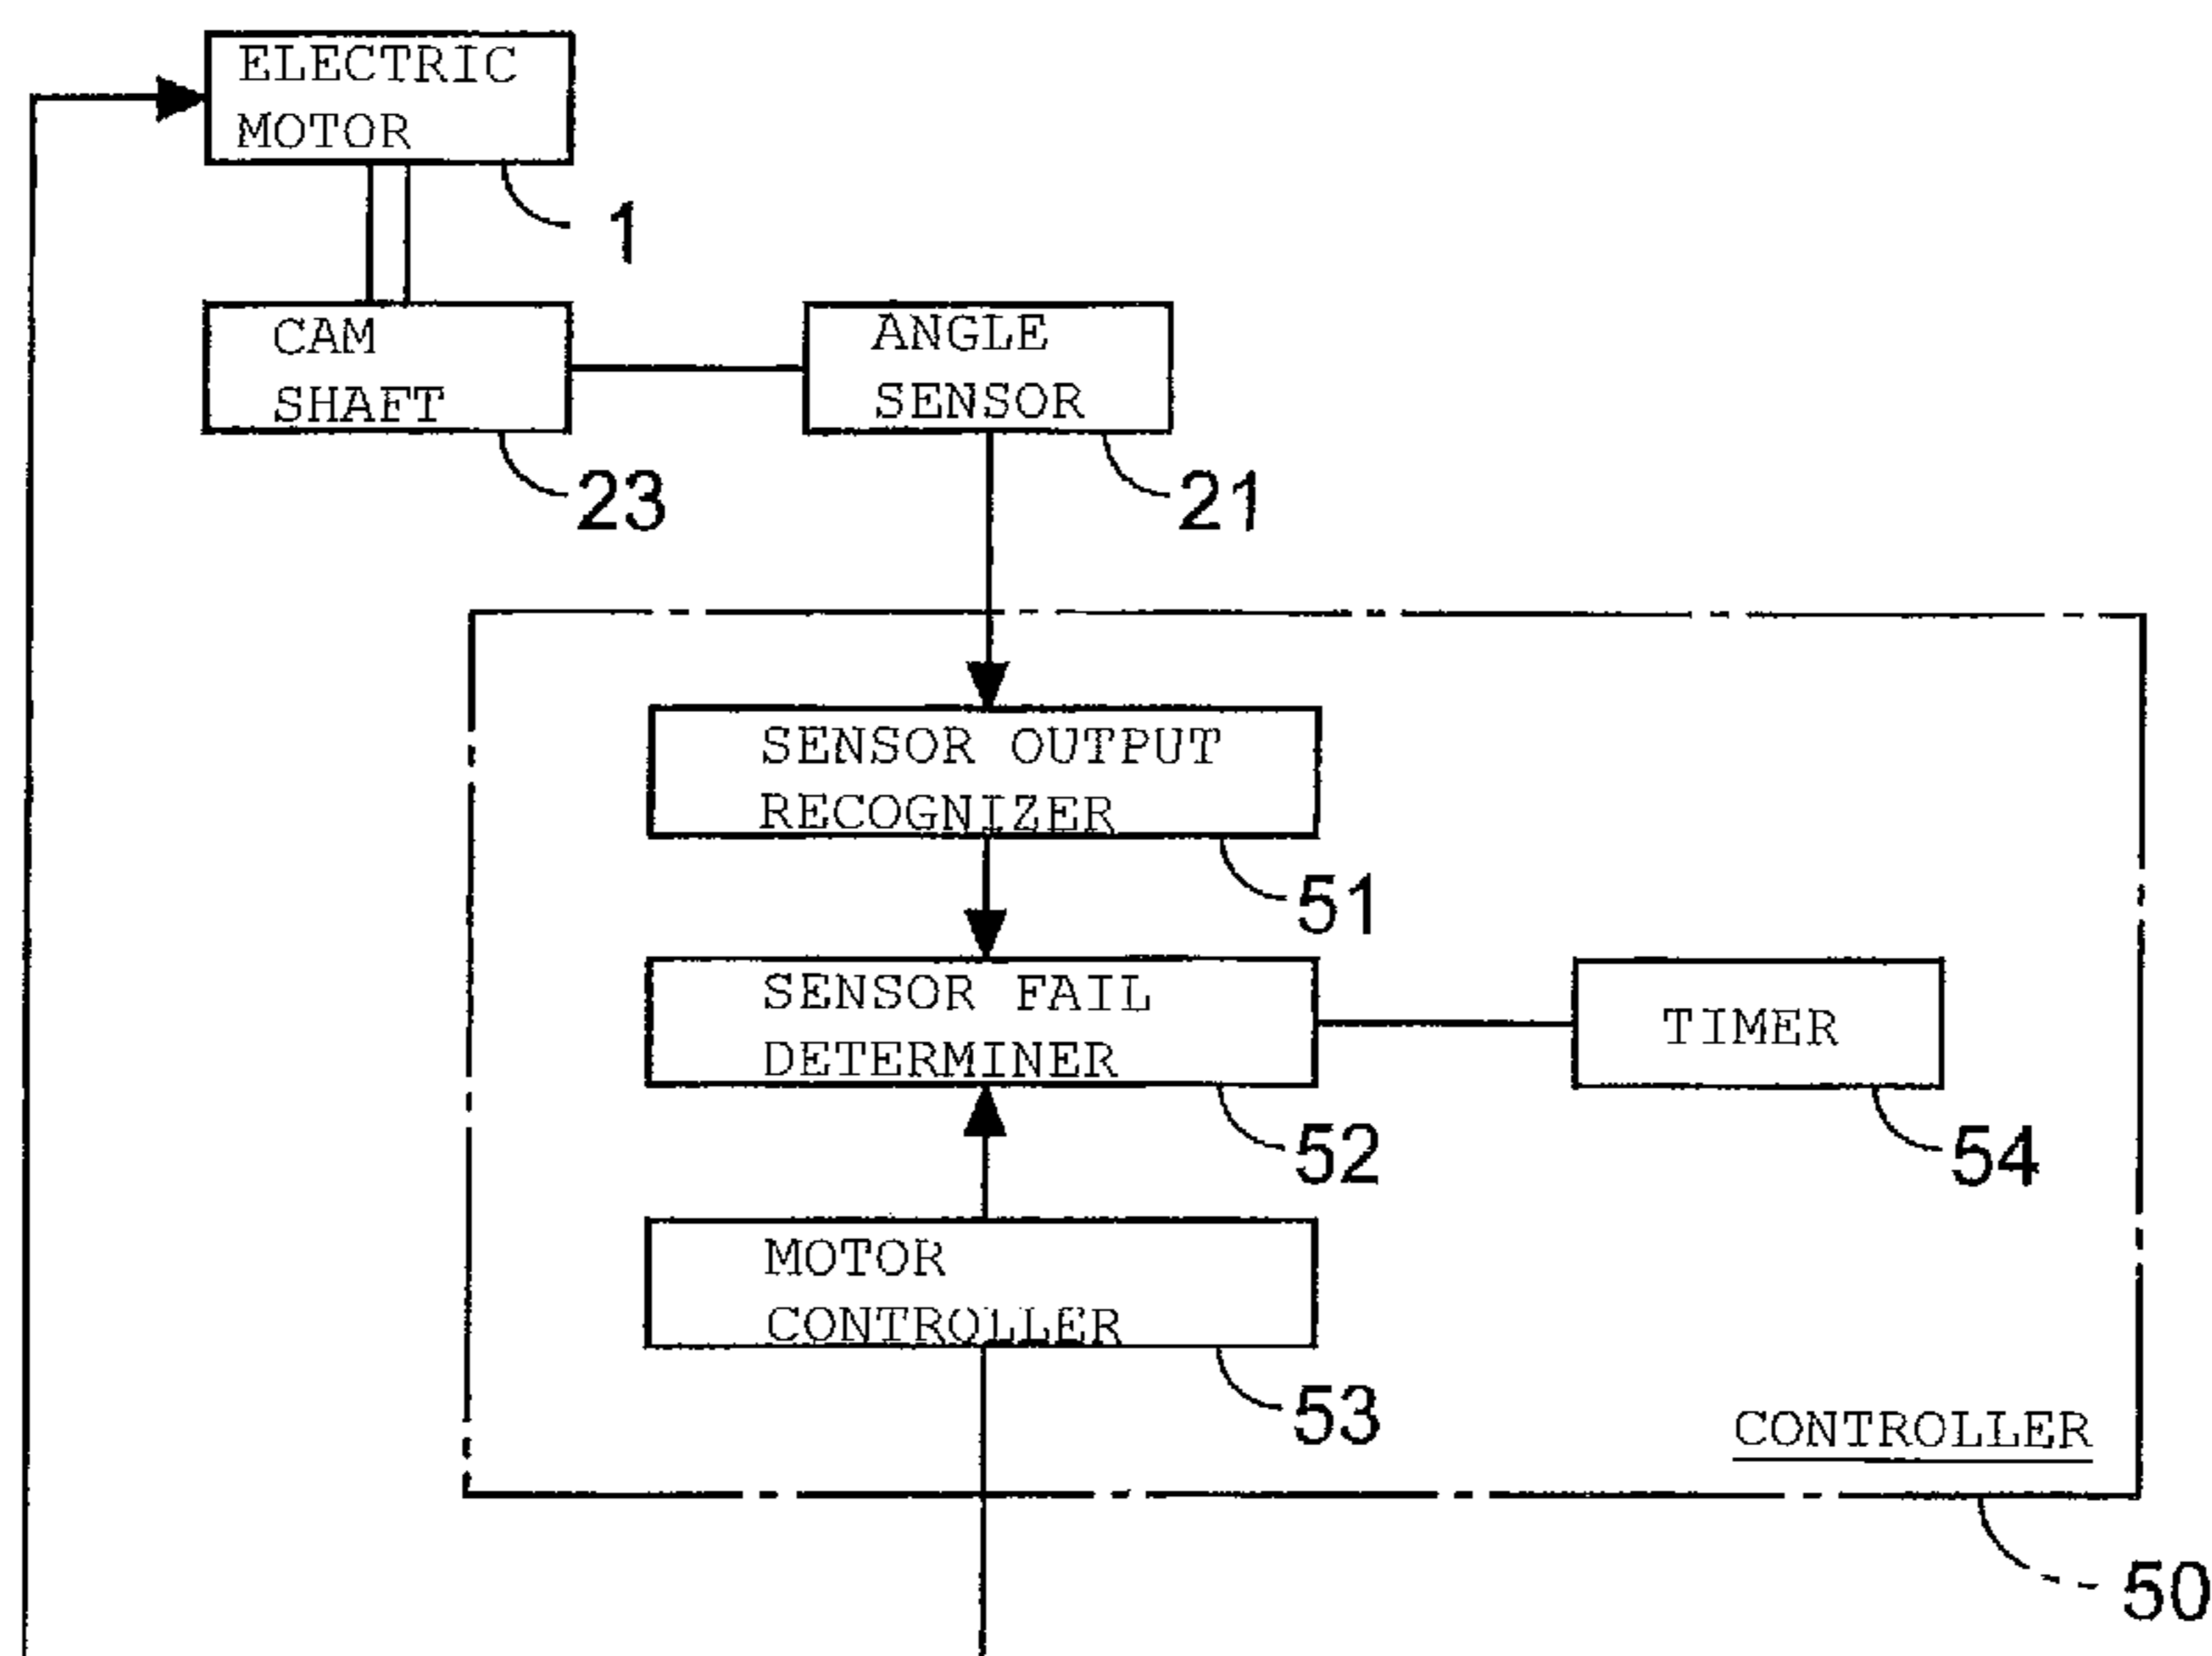 ELECTRIC
MOTOR
1
CAM
SHAFT
23
ANGLE
SENSOR
21
SENSOR OUTPUT
RECOGNIZER
51
SENSOR FAIL
DETERMINER
52
TIMER
54
MOTOR
CONTROLLER
53
CONTROLLER
50